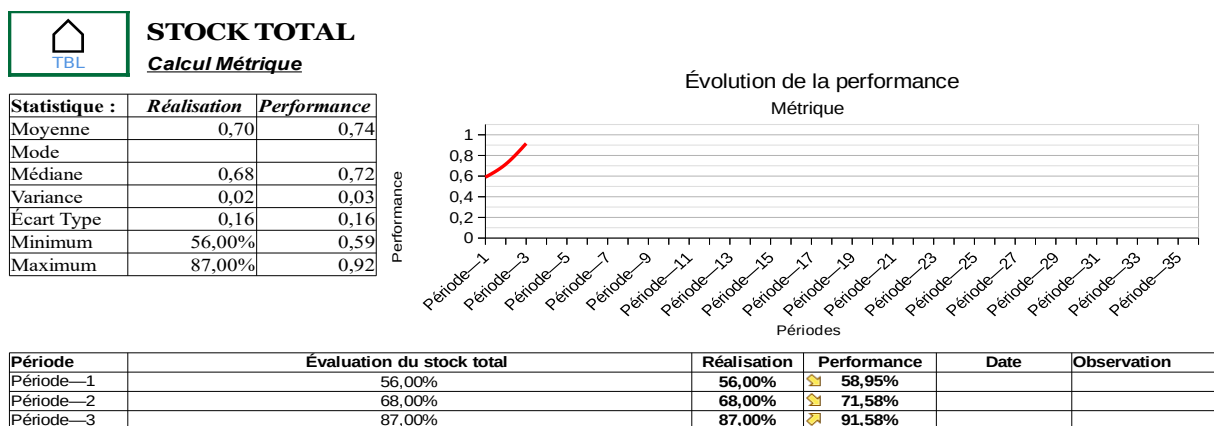 TBL
STOCK TOTAL
Calcul Métrique
Statistique : Réalisation Performance
Moyenne 0,70 0,74
Mode
Médiane 0,68 0,72
Variance 0,02 0,03
Écart Type 0,16 0,16
Minimum 56,00% 0,59
Maximum 87,00% 0,92
Évolution de la performance
Métrique
Performance
1
0,8
0,6
0,4
0,2
0
Période—1 Période—3 Période—5 Période—7 Période—9 Période—11 Période—13 Période—15 Période—17 Période—19 Période—21 Période—23 Période—25 Période—27 Période—29 Période—31 Période—33 Période—35
Périodes
Période Évaluation du stock total Réalisation Performance Date Observation
Période—1 56,00% 56,00% 58,95%
Période—2 68,00% 68,00% 71,58%
Période—3 87,00% 87,00% 91,58%